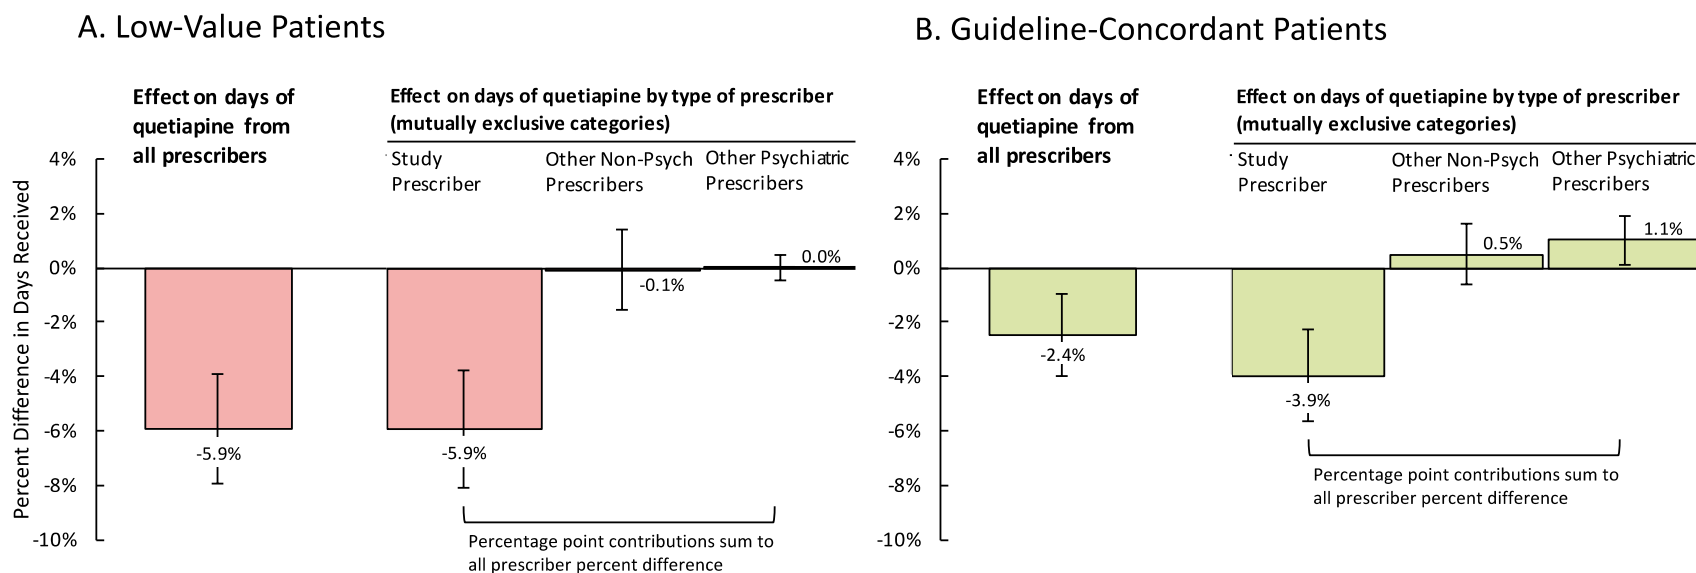 A. Low-Value Patients
Effect on days of
quetiapine from
all prescribers
Effect on days of quetiapine by type of prescriber
(mutually exclusive categories)
Study
Prescriber
Other Non-Psych
Prescribers
Other Psychiatric
Prescribers
Percent Difference in Days Received
4%
2%
0%
-2%
-4%
-6%
-8%
-10%
-5.9%
-5.9%
-0.1%
0.0%
Percentage point contributions sum to
all prescriber percent difference
B. Guideline-Concordant Patients
Effect on days of
quetiapine from
all prescribers
Effect on days of quetiapine by type of prescriber
(mutually exclusive categories)
Study
Prescriber
Other Non-Psych
Prescribers
Other Psychiatric
Prescribers
4%
2%
0%
-2%
-4%
-6%
-8%
-10%
-2.4%
-3.9%
0.5%
1.1%
Percentage point contributions sum to
all prescriber percent difference